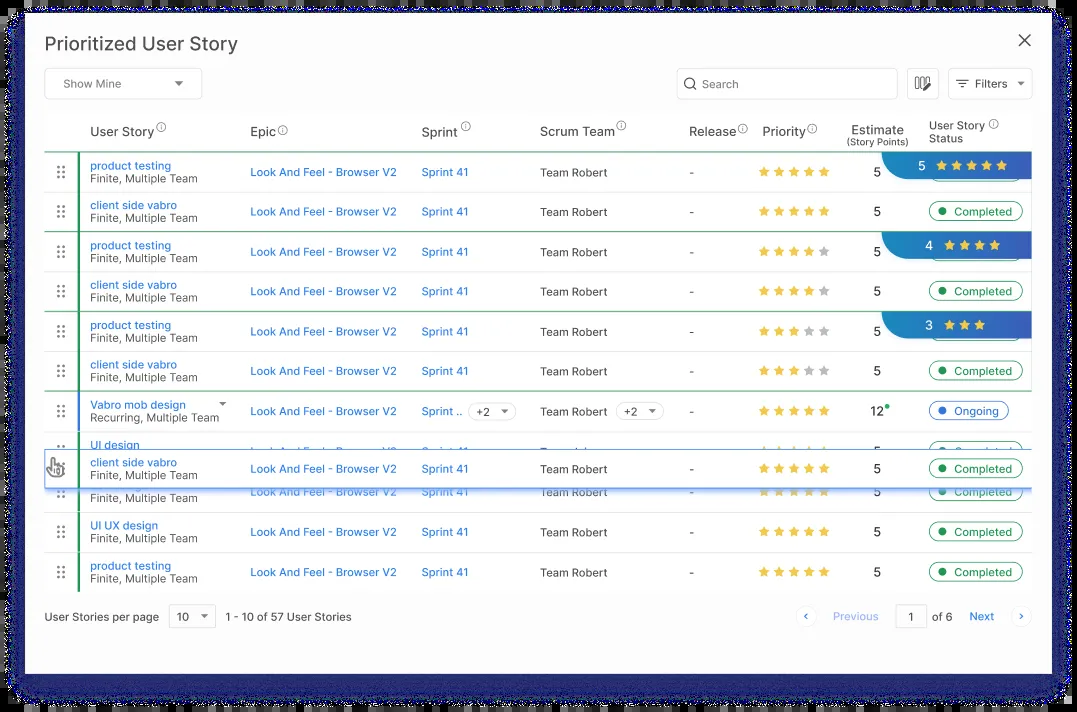 Prioritized User Story
Show Mine
Search
Filters
User Story Epic Sprint Scrum Team Release Priority Estimate (Story Points) User Story Status
product testing
Finite, Multiple Team
Look And Feel - Browser V2 Sprint 41 Team Robert - 5
5
client side vabro
Finite, Multiple Team
Look And Feel - Browser V2 Sprint 41 Team Robert - 5 Completed
product testing
Finite, Multiple Team
Look And Feel - Browser V2 Sprint 41 Team Robert - 5
4
client side vabro
Finite, Multiple Team
Look And Feel - Browser V2 Sprint 41 Team Robert - 5 Completed
product testing
Finite, Multiple Team
Look And Feel - Browser V2 Sprint 41 Team Robert - 5
3
client side vabro
Finite, Multiple Team
Look And Feel - Browser V2 Sprint 41 Team Robert - 5 Completed
Vabro mob design
Recurring, Multiple Team
Look And Feel - Browser V2 Sprint .. +2 Team Robert +2 - 12 Ongoing
UI design
client side vabro
Finite, Multiple Team
Look And Feel - Browser V2 Sprint 41 Team Robert - 5 Completed
Finite, Multiple Team
Look And Feel - Browser V2 Sprint 41 Team Robert - 5 Completed
UI UX design
Finite, Multiple Team
Look And Feel - Browser V2 Sprint 41 Team Robert - 5 Completed
product testing
Finite, Multiple Team
Look And Feel - Browser V2 Sprint 41 Team Robert - 5 Completed
User Stories per page 10 1 - 10 of 57 User Stories
Previous 1 of 6 Next